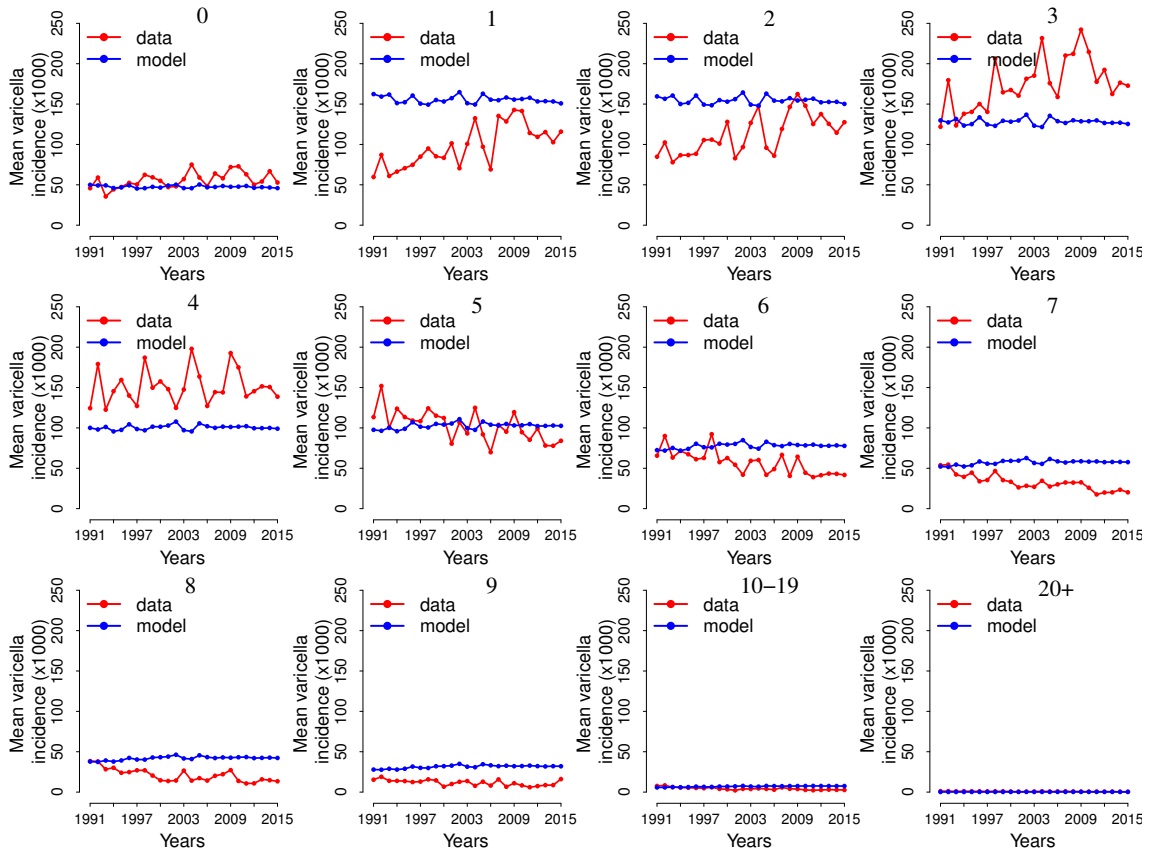 0
data
model
Mean varicella
incidence (x1000)
0 50 100 150 200 250
1991 1997 2003 2009 2015
Years
1
data
model
Mean varicella
incidence (x1000)
0 50 100 150 200 250
1991 1997 2003 2009 2015
Years
2
data
model
Mean varicella
incidence (x1000)
0 50 100 150 200 250
1991 1997 2003 2009 2015
Years
3
data
model
Mean varicella
incidence (x1000)
0 50 100 150 200 250
1991 1997 2003 2009 2015
Years
4
data
model
Mean varicella
incidence (x1000)
0 50 100 150 200 250
1991 1997 2003 2009 2015
Years
5
data
model
Mean varicella
incidence (x1000)
0 50 100 150 200 250
1991 1997 2003 2009 2015
Years
6
data
model
Mean varicella
incidence (x1000)
0 50 100 150 200 250
1991 1997 2003 2009 2015
Years
7
data
model
Mean varicella
incidence (x1000)
0 50 100 150 200 250
1991 1997 2003 2009 2015
Years
8
data
model
Mean varicella
incidence (x1000)
0 50 100 150 200 250
1991 1997 2003 2009 2015
Years
9
data
model
Mean varicella
incidence (x1000)
0 50 100 150 200 250
1991 1997 2003 2009 2015
Years
10−19
data
model
Mean varicella
incidence (x1000)
0 50 100 150 200 250
1991 1997 2003 2009 2015
Years
20+
data
model
Mean varicella
incidence (x1000)
0 50 100 150 200 250
1991 1997 2003 2009 2015
Years